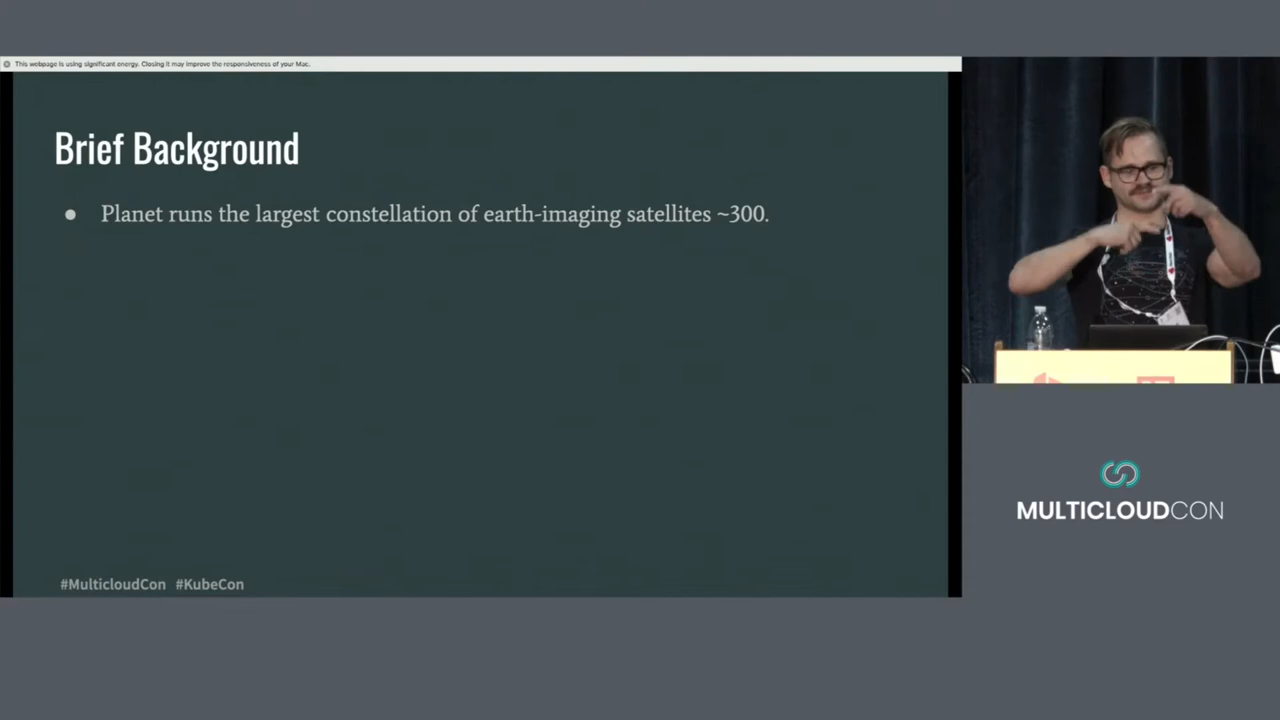 This webpage is using significant energy. Closing it may improve the responsiveness of your Mac.
Brief Background
● Planet runs the largest constellation of earth-imaging satellites ~300.
#MulticloudCon #KubeCon
MULTICLOUDCON